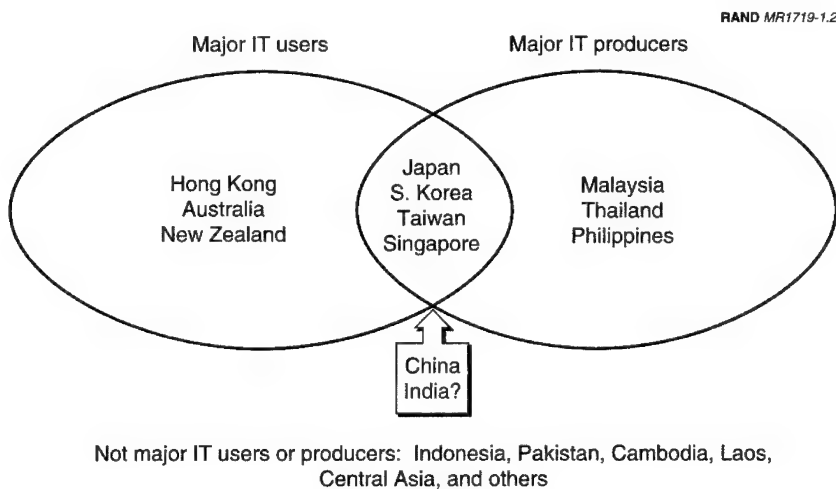 RAND MR1719-1.2
Major IT users
Major IT producers
Hong Kong
Australia
New Zealand
Japan
S. Korea
Taiwan
Singapore
Malaysia
Thailand
Philippines
China
India?
Not major IT users or producers: Indonesia, Pakistan, Cambodia, Laos,
Central Asia, and others